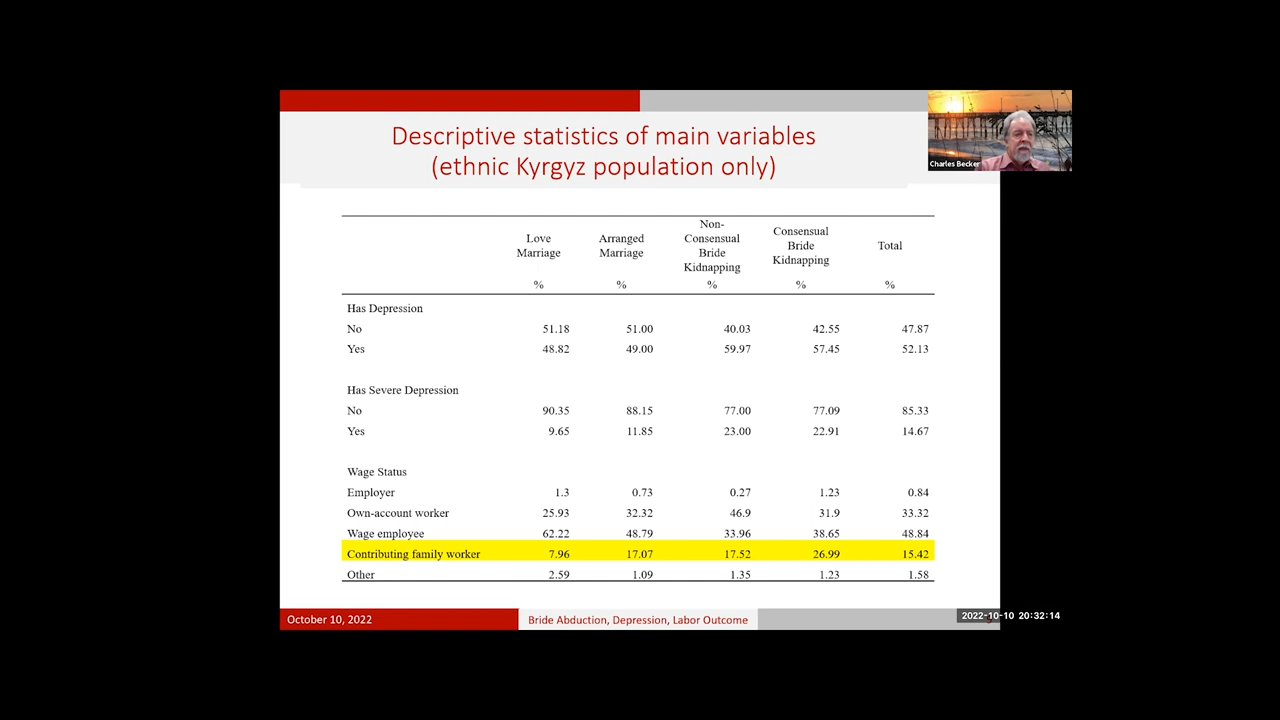 Descriptive statistics of main variables
(ethnic Kyrgyz population only)
Charles Becker
Love Marriage Arranged Marriage Non-Consensual Bride Kidnapping Consensual Bride Kidnapping Total
% % % % %
Has Depression
No 51.18 51.00 40.03 42.55 47.87
Yes 48.82 49.00 59.97 57.45 52.13
Has Severe Depression
No 90.35 88.15 77.00 77.09 85.33
Yes 9.65 11.85 23.00 22.91 14.67
Wage Status
Employer 1.3 0.73 0.27 1.23 0.84
Own-account worker 25.93 32.32 46.9 31.9 33.32
Wage employee 62.22 48.79 33.96 38.65 48.84
Contributing family worker 7.96 17.07 17.52 26.99 15.42
Other 2.59 1.09 1.35 1.23 1.58
October 10, 2022 Bride Abduction, Depression, Labor Outcome
2022-10-10 20:32:14